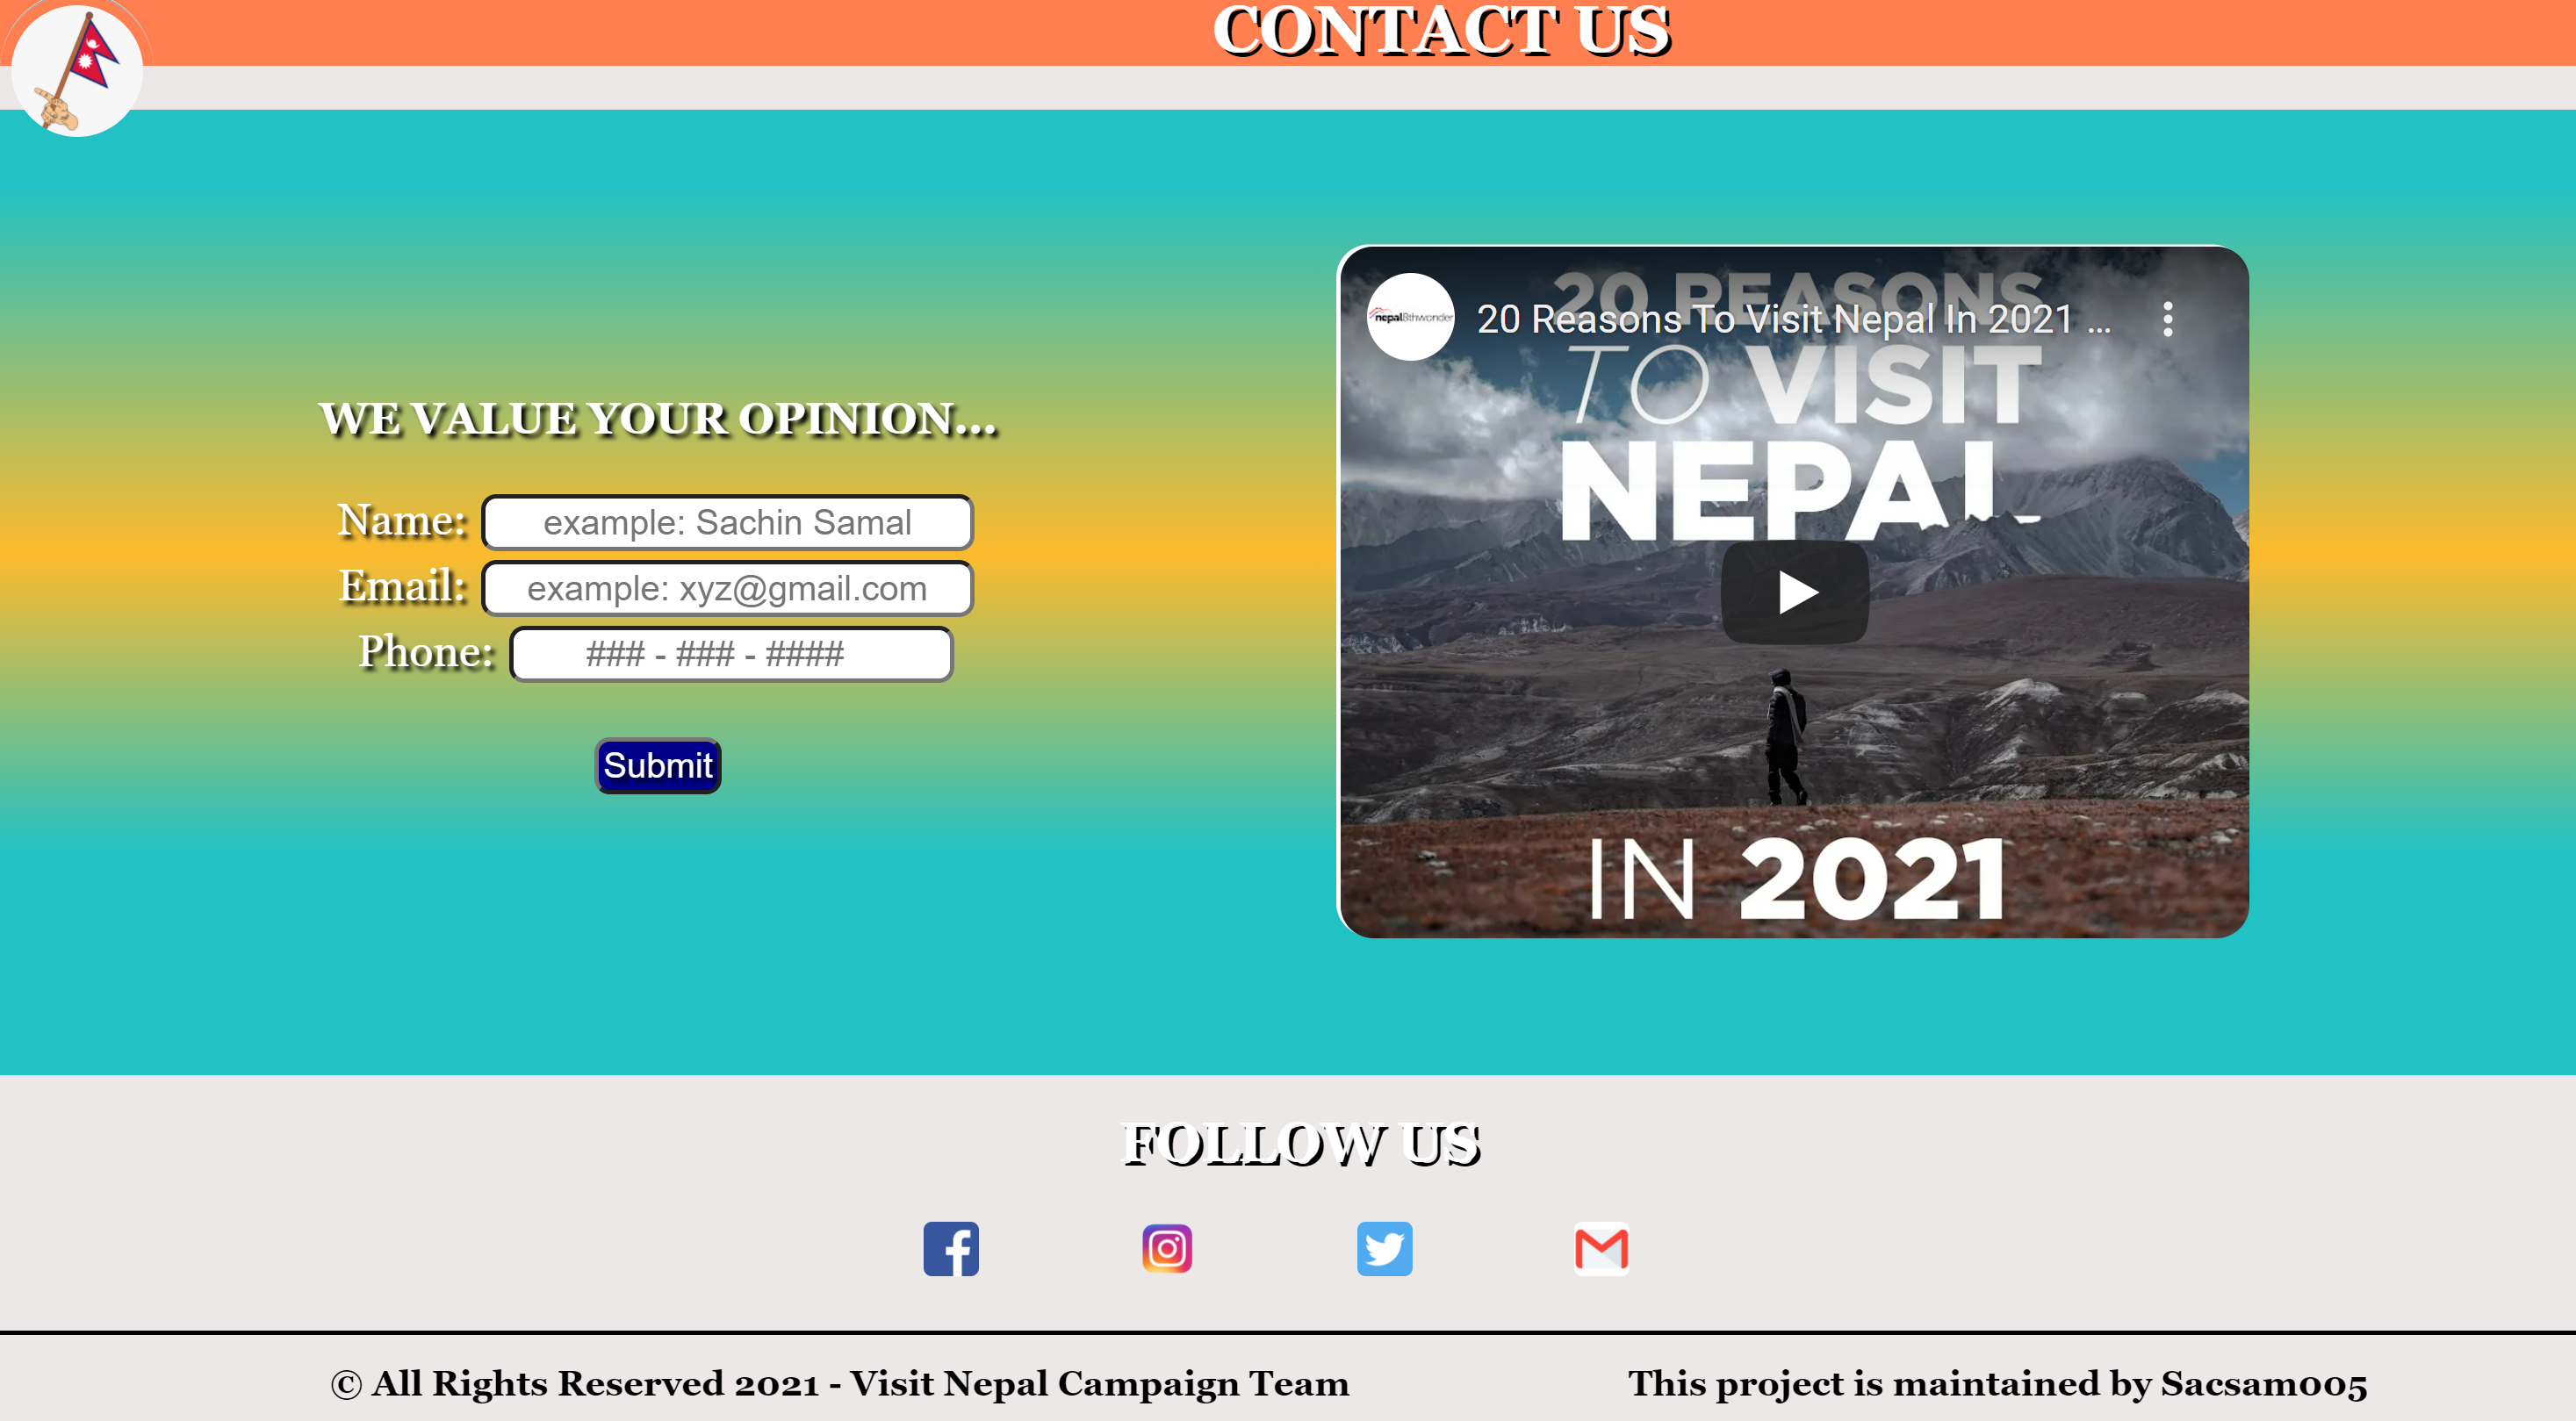 CONTACT US
WE VALUE YOUR OPINION...
Name: example: Sachin Samal
Email: example: xyz@gmail.com
Phone: ### - ### - ####
Submit
nepal8thwonder
20 Reasons To Visit Nepal In 2021 ...
20 REASONS
TO VISIT
NEPAL
IN 2021
FOLLOW US
© All Rights Reserved 2021 - Visit Nepal Campaign Team
This project is maintained by Sacsam005